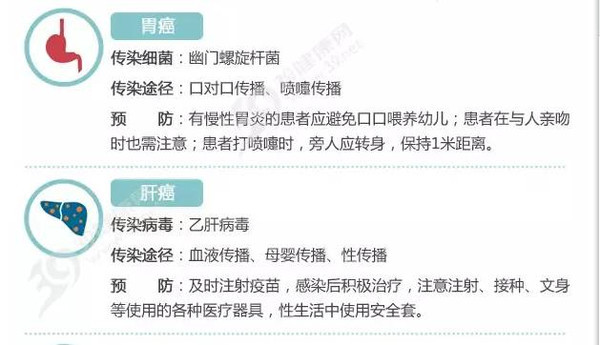 胃癌
传染细菌：幽门螺旋杆菌
传染途径：口对口传播、喷嚏传播
预 防：有慢性胃炎的患者应避免口口喂养幼儿；患者在与人亲吻
时也需注意；患者打喷嚏时，旁人应转身，保持1米距离。
肝癌
传染病毒：乙肝病毒
传染途径：血液传播、母婴传播、性传播
预 防：及时注射疫苗，感染后积极治疗，注意注射、接种、文身
等使用的各种医疗器具，性生活中使用安全套。